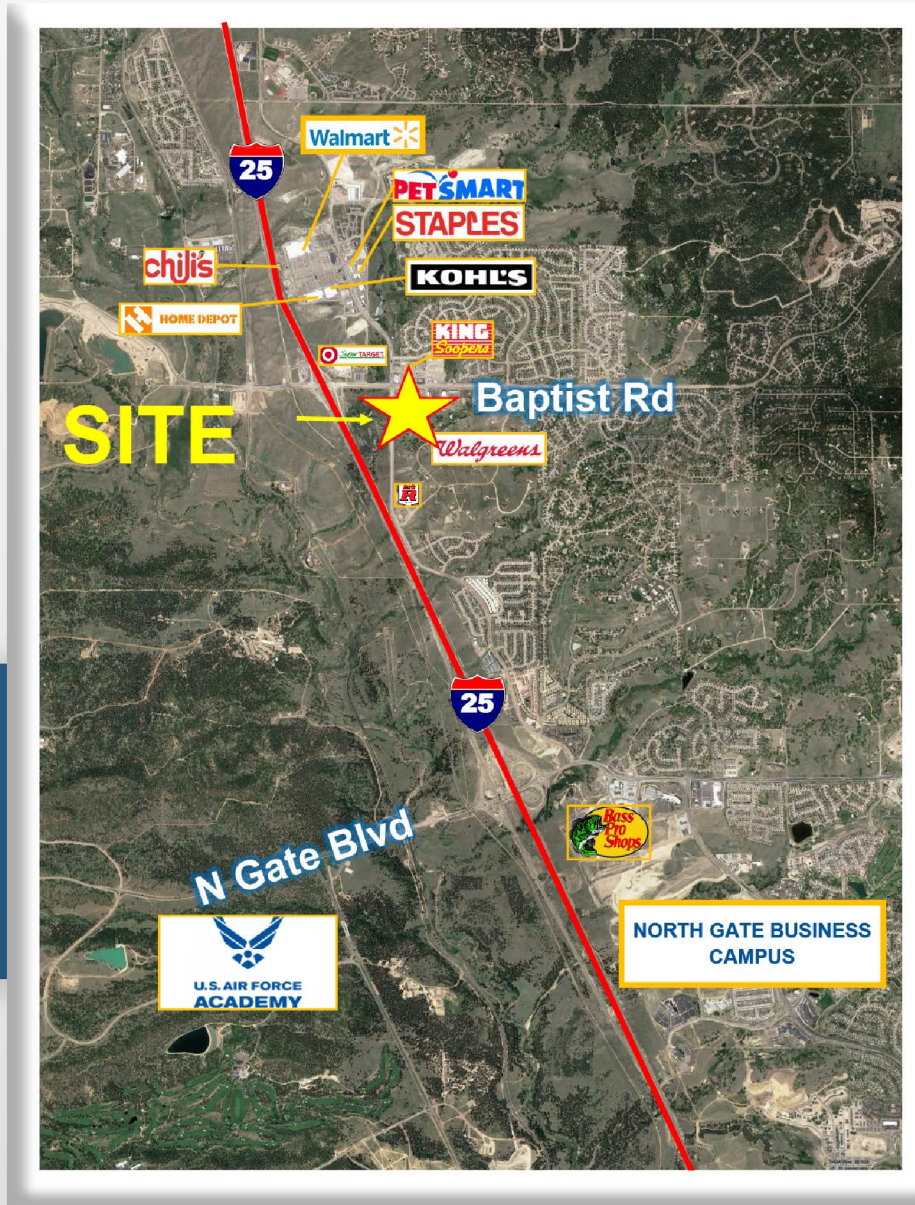 25
Walmart
PETSMART
STAPLES
chili's
KOHL'S
HOME DEPOT
KING
Soopers
Super TARGET
Baptist Rd
SITE
Walgreens
R
25
Bass
Pro
Shops
N Gate Blvd
NORTH GATE BUSINESS
CAMPUS
U.S. AIR FORCE
ACADEMY